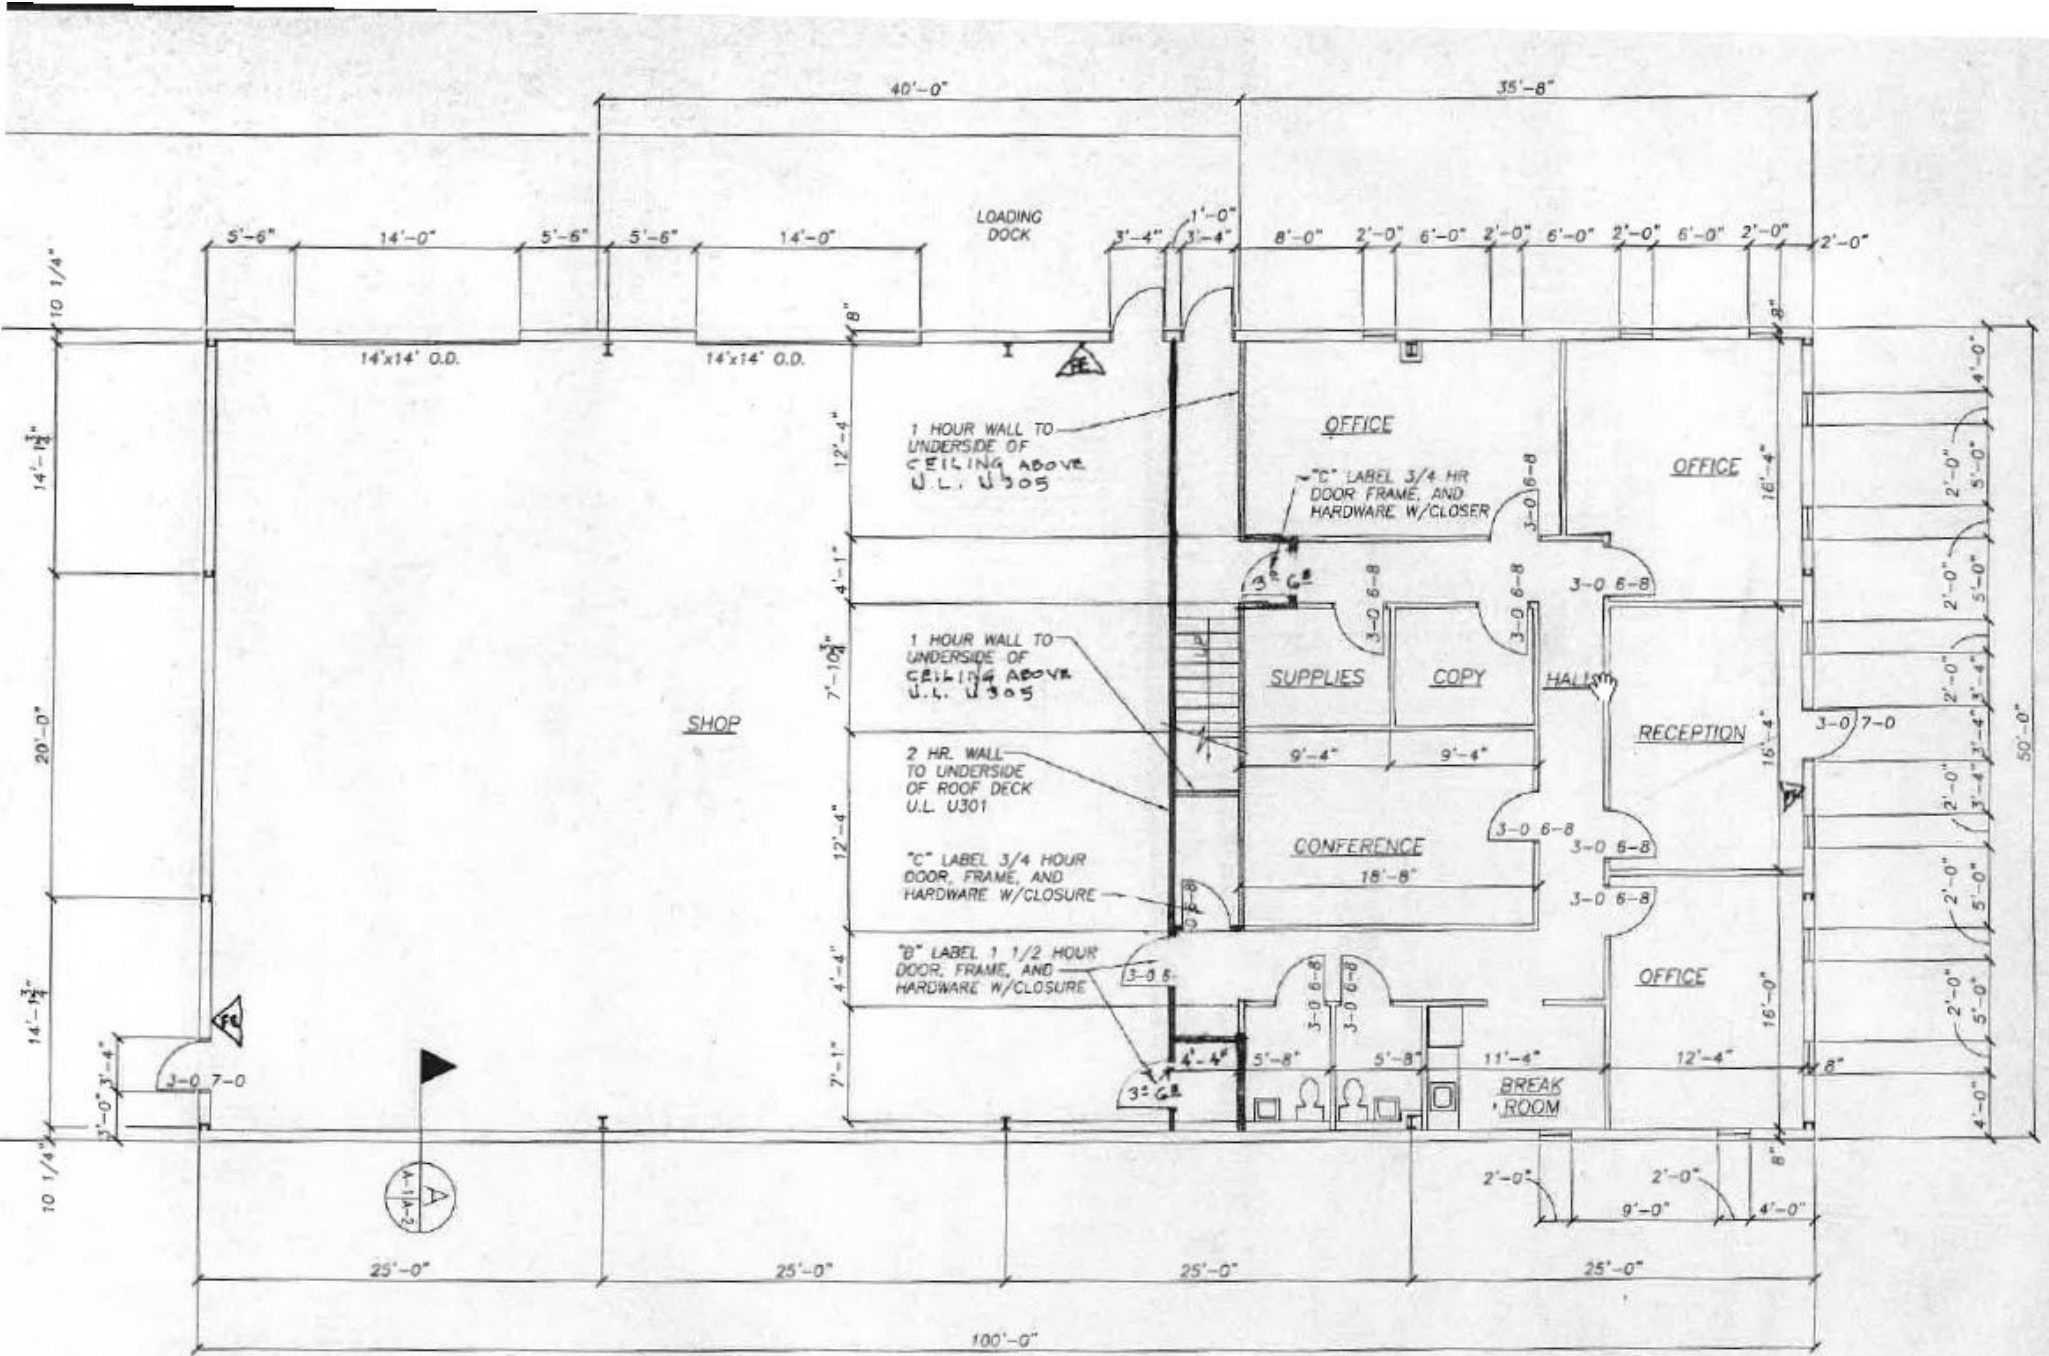 40'-0"
35'-8"
LOADING
DOCK
1'-0"
5'-6"
14'-0"
5'-6"
5'-6"
14'-0"
3'-4"
3'-4"
8'-0"
2'-0"
6'-0"
2'-0"
6'-0"
2'-0"
6'-0"
2'-0"
2'-0"
10 1/4"
8"
8"
14'x14' O.D.
14'x14' O.D.
FE
4'-0"
12'-4"
1 HOUR WALL TO
UNDERSIDE OF
CEILING ABOVE
U.L. U305
OFFICE
OFFICE
16'-4"
"C" LABEL 3/4 HR
DOOR FRAME, AND
HARDWARE W/CLOSER
3-0 6-8
2'-0"
5'-0"
4'-1"
3-0 6-8
3-0 6-8
3-0 6-8
2'-0"
5'-0"
1 HOUR WALL TO
UNDERSIDE OF
CEILING ABOVE
U.L. U305
7'-10
UP
SUPPLIES
COPY
HALL
2'-0"
3'-4"
20'-0"
SHOP
RECEPTION
16'-4"
3-0 7-0
3'-4"
50'-0"
2 HR. WALL
TO UNDERSIDE
OF ROOF DECK
U.L. U301
9'-4"
9'-4"
2'-0"
3'-4"
12'-4"
CONFERENCE
18'-8"
3-0 6-8
3-0 6-8
"C" LABEL 3/4 HOUR
DOOR, FRAME, AND
HARDWARE W/CLOSURE
0 6-8
3-0 6-8
2'-0"
5'-0"
"B" LABEL 1 1/2 HOUR
DOOR, FRAME, AND
HARDWARE W/CLOSURE
4'-4"
3-0 6-
3-0 6-8
3-0 6-8
OFFICE
16'-0"
2'-0"
5'-0"
FE
3'-4"
3-0 7-0
3'-0"
7'-1"
4'-4"
5'-8"
5'-8"
11'-4"
12'-4"
8"
BREAK
ROOM
4'-0"
10 1/4"
8"
A
A-1
A-2
2'-0"
2'-0"
9'-0"
4'-0"
25'-0"
25'-0"
25'-0"
25'-0"
100'-0"